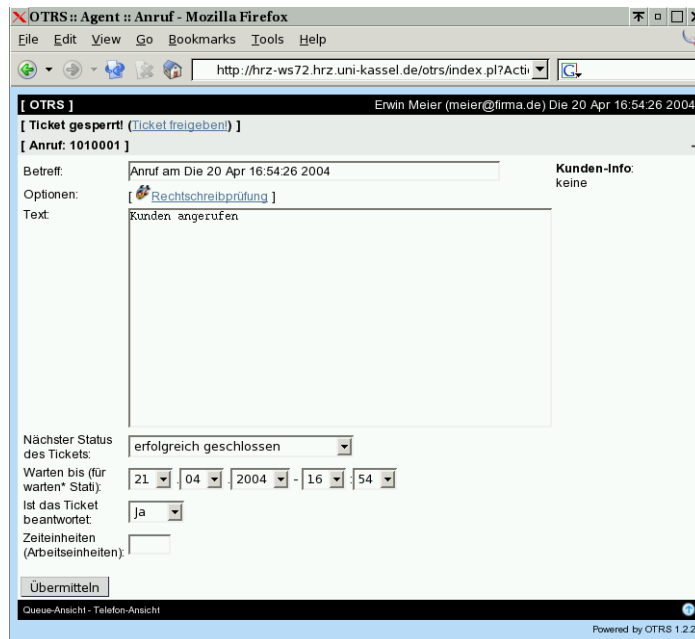 OTRS :: Agent :: Anruf - Mozilla Firefox
File Edit View Go Bookmarks Tools Help
http://hrz-ws72.hrz.uni-kassel.de/otrs/index.pl?Acti
[ OTRS ] Erwin Meier (meier@firma.de) Die 20 Apr 16:54:26 2004
[ Ticket gesperrt! (Ticket freigeben!) ]
[ Anruf: 1010001 ]
Betreff: Anruf am Die 20 Apr 16:54:26 2004 Kunden-Info:
keine
Optionen: [ Rechtschreibprüfung ]
Text: Kunden angerufen
Nächster Status
des Tickets: erfolgreich geschlossen
Warten bis (für
warten* Stati): 21 . 04 . 2004 - 16 : 54
Ist das Ticket
beantwortet: Ja
Zeiteinheiten
(Arbeitseinheiten):
Übermitteln
Queue-Ansicht - Telefon-Ansicht
Powered by OTRS 1.2.2